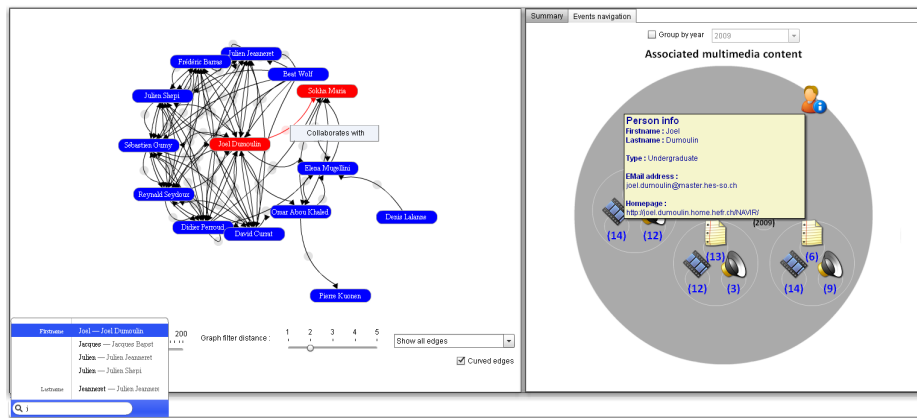 Julien Jeanneret
Frédéric Barras
Beat Wolf
Sokhn Maria
Julien Shepi
Collaborates with
Sébastien Gumy
Joel Dumoulin
Elena Mugellini
Reynald Seydoux
Omar Abou Khaled
Denis Lalanne
Didier Perroud
David Currat
Pierre Kuonen
200
Graph filter distance :
1 2 3 4 5
Show all edges
Curved edges
Firstname Joel — Joel Dumoulin
Jacques — Jacques Bapst
Julien — Julien Jeanneret
Julien — Julien Shepi
Lastname Jeanneret — Julien Jeanner
j
Summary Events navigation
Group by year 2009
Associated multimedia content
Person info
Firstname : Joel
Lastname : Dumoulin
Type : Undergraduate
EMail address :
joel.dumoulin@master.hes-so.ch
Homepage :
http://joel.dumoulin.home.hefr.ch/NAVIR/
(2009)
(14) (12)
(13) (6)
(12) (3) (14) (9)